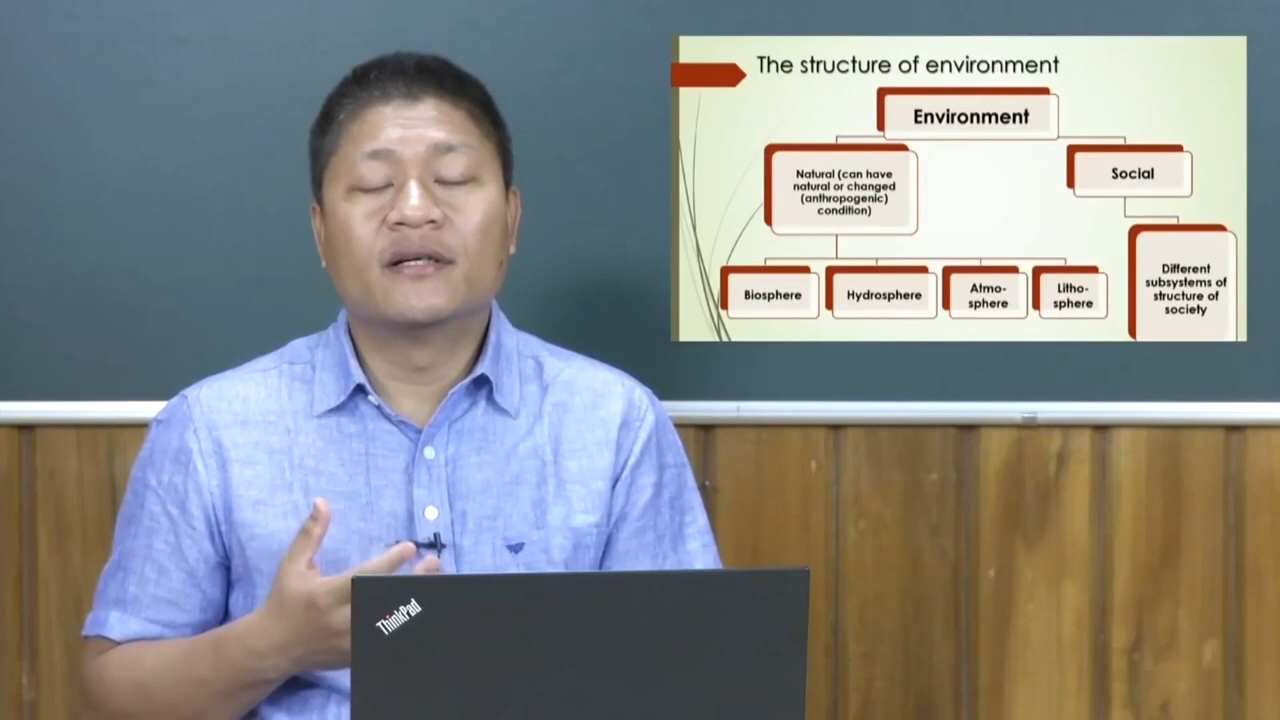 The structure of environment
Environment
Natural (can have
natural or changed
(anthropogenic)
condition)
Social
Biosphere
Hydrosphere
Atmo-
sphere
Litho-
sphere
Different
subsystems of
structure of
society
ThinkPad